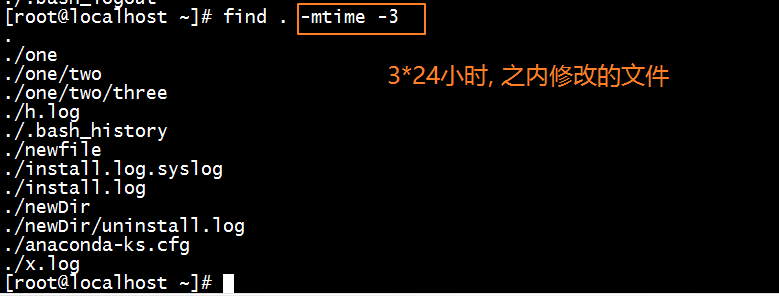 ./.bash_logout
[root@localhost ~]# find . -mtime -3
.
./one
./one/two
3*24小时, 之内修改的文件
./one/two/three
./h.log
./.bash_history
./newfile
./install.log.syslog
./install.log
./newDir
./newDir/uninstall.log
./anaconda-ks.cfg
./x.log
[root@localhost ~]#